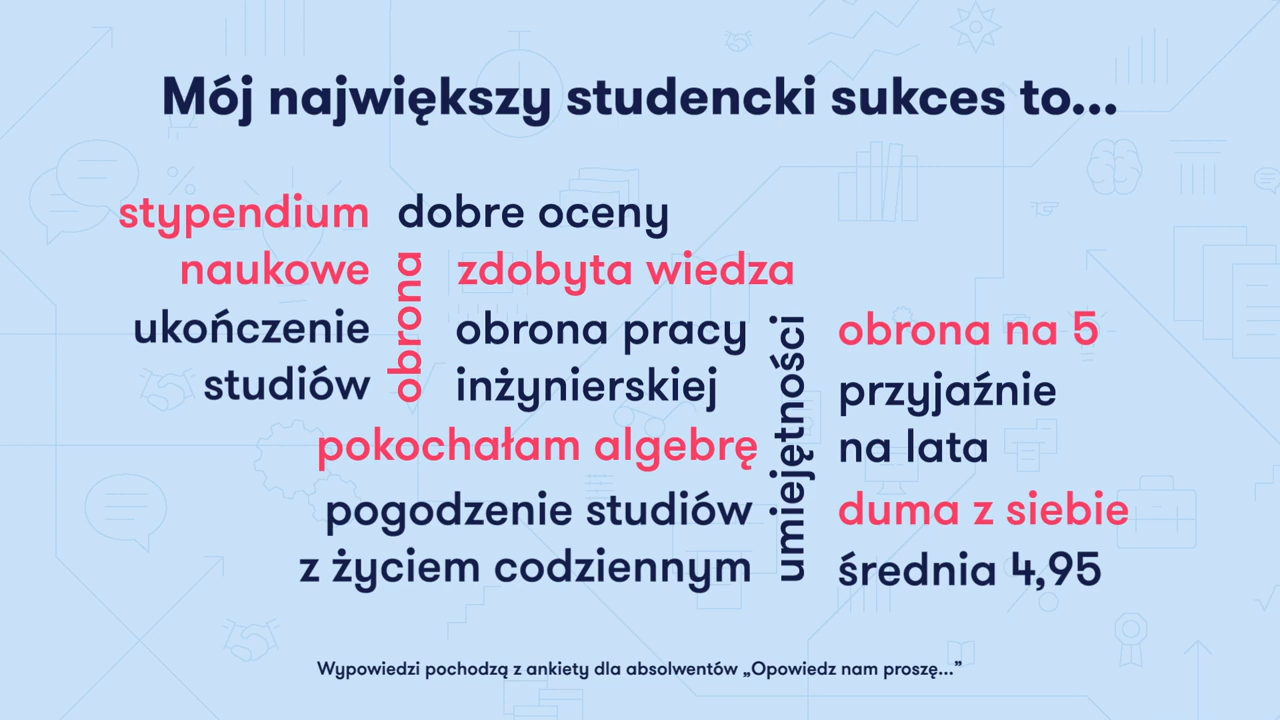 Mój największy studencki sukces to...
stypendium
naukowe
dobre oceny
obrona
zdobyta wiedza
ukończenie
studiów
obrona pracy
inżynierskiej
umiejętności
obrona na 5
przyjaźnie
na lata
pokochałam algebrę
pogodzenie studiów
z życiem codziennym
duma z siebie
średnia 4,95
Wypowiedzi pochodzą z ankiety dla absolwentów „Opowiedz nam proszę...”